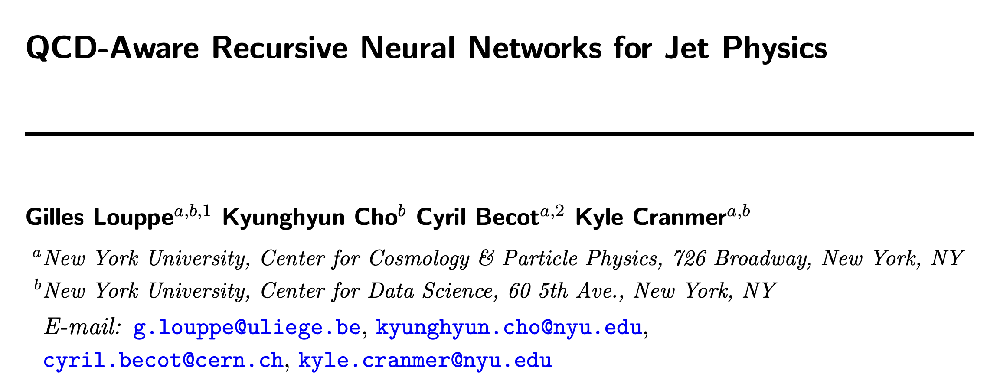 QCD-Aware Recursive Neural Networks for Jet Physics
Gilles Louppe^{a,b,1} Kyunghyun Cho^{b} Cyril Becot^{a,2} Kyle Cranmer^{a,b}
^{a}New York University, Center for Cosmology & Particle Physics, 726 Broadway, New York, NY
^{b}New York University, Center for Data Science, 60 5th Ave., New York, NY
E-mail: g.louppe@uliege.be, kyunghyun.cho@nyu.edu,
cyril.becot@cern.ch, kyle.cranmer@nyu.edu